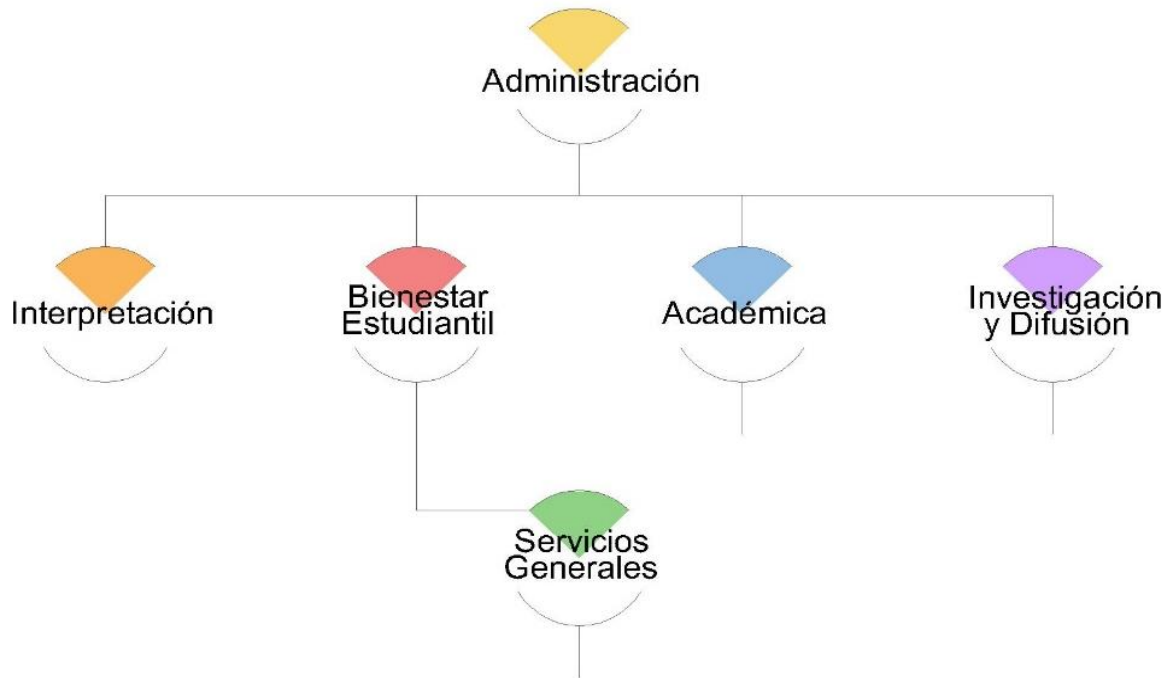 Administración
Interpretación
Bienestar
Estudiantil
Académica
Investigación
y Difusión
Servicios
Generales